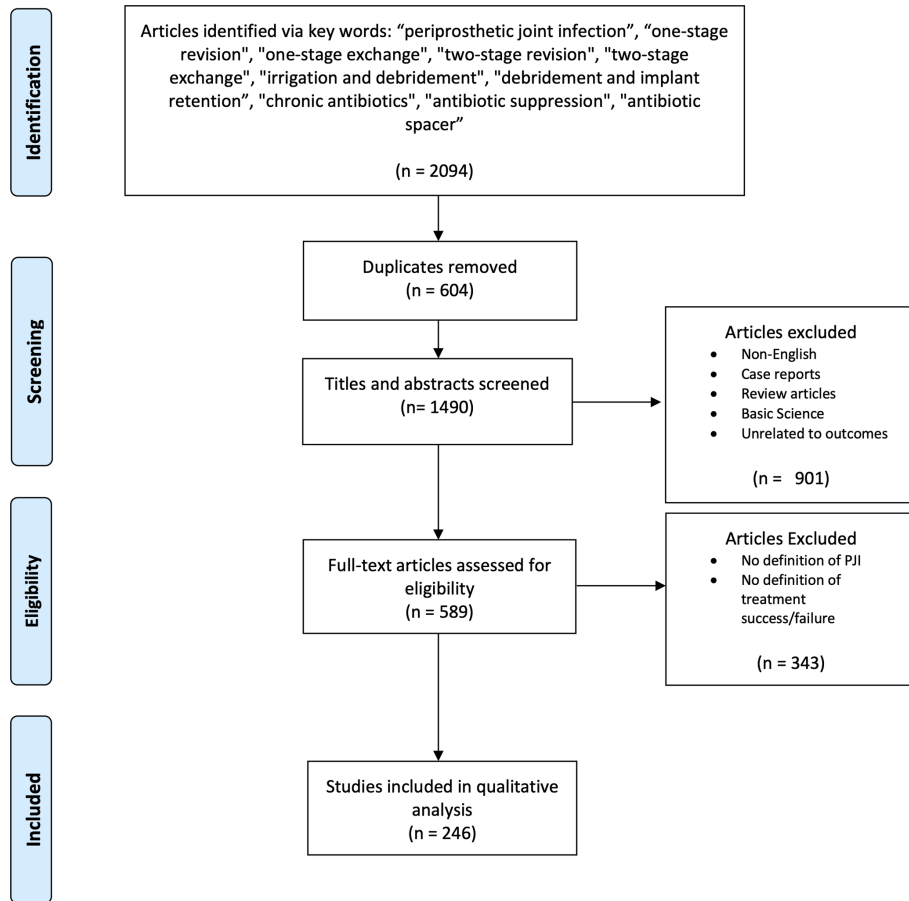 Identification
Articles identified via key words: “periprosthetic joint infection”, “one-stage
revision", "one-stage exchange", "two-stage revision", "two-stage
exchange", "irrigation and debridement", "debridement and implant
retention”, "chronic antibiotics", "antibiotic suppression", "antibiotic
spacer”
(n = 2094)
Screening
Duplicates removed
(n = 604)
Titles and abstracts screened
(n= 1490)
Articles excluded
• Non-English
• Case reports
• Review articles
• Basic Science
• Unrelated to outcomes
(n = 901)
Eligibility
Full-text articles assessed for
eligibility
(n = 589)
Articles Excluded
• No definition of PJI
• No definition of
treatment
success/failure
(n = 343)
Included
Studies included in qualitative
analysis
(n = 246)